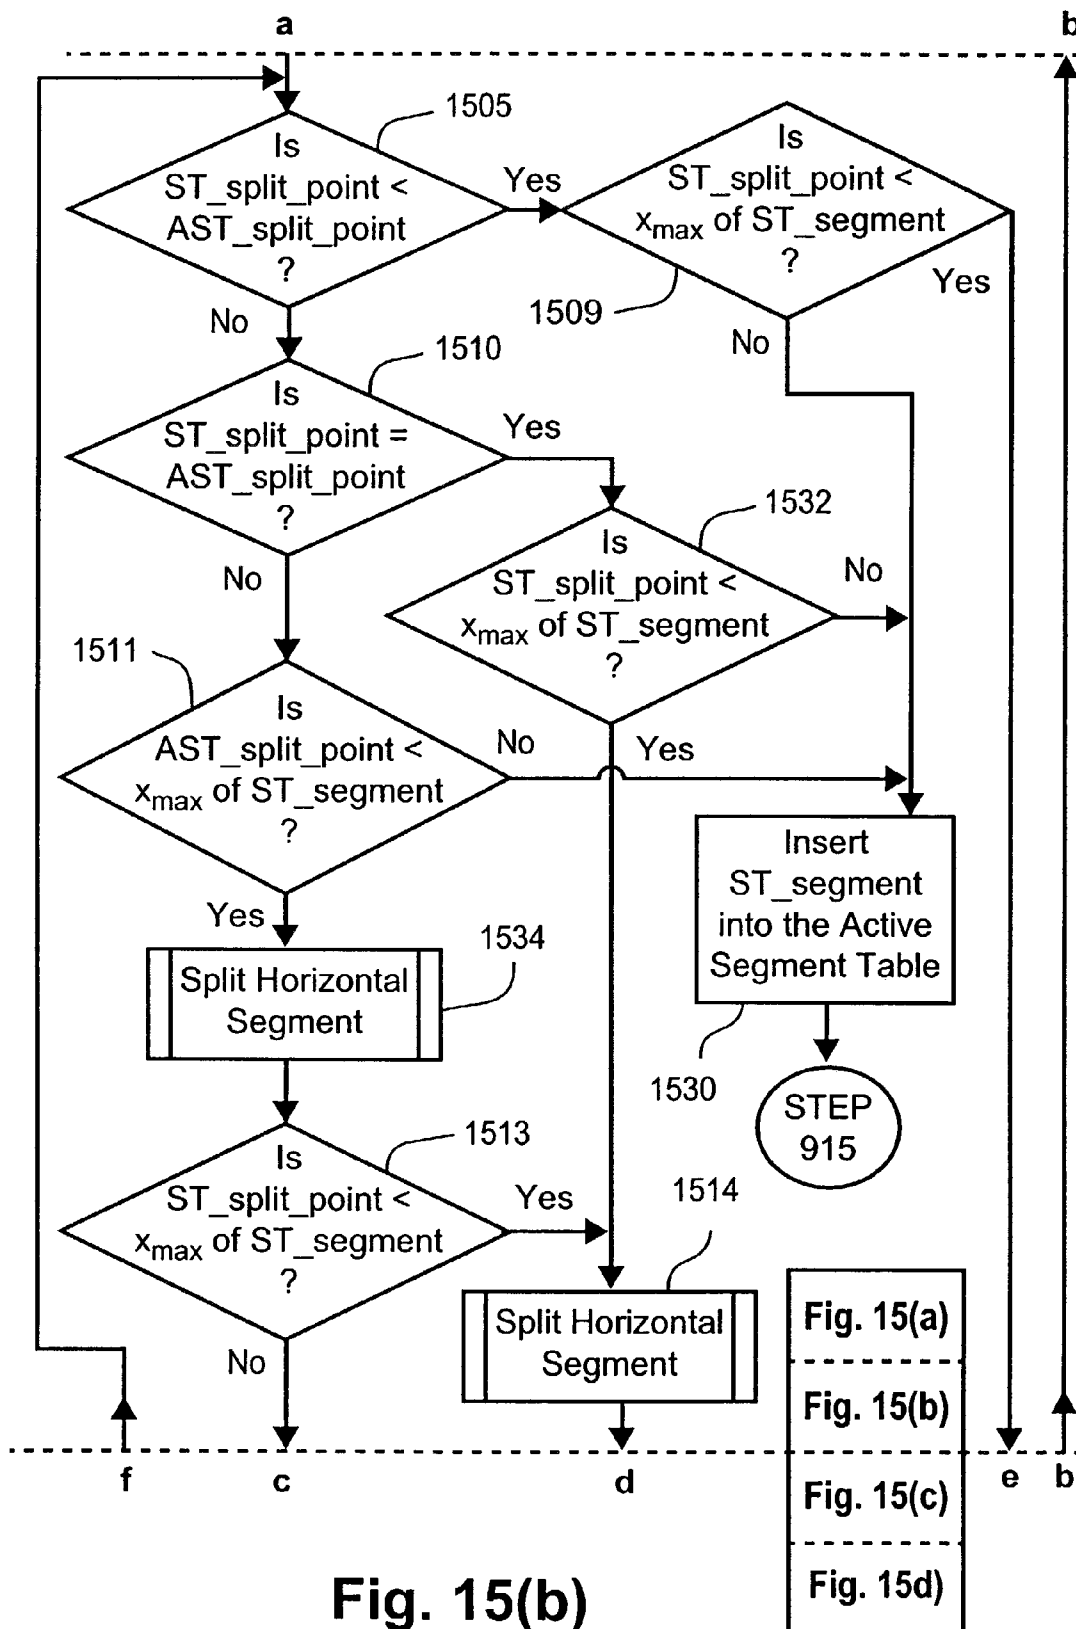 a
b
1505
Is
ST_split_point <
AST_split_point
?
Yes
Is
ST_split_point <
xmax of ST_segment
?
1509
Yes
No
No
1510
Is
ST_split_point =
AST_split_point
?
Yes
1532
Is
ST_split_point <
xmax of ST_segment
?
No
No
1511
Is
AST_split_point <
xmax of ST_segment
?
No
Yes
Insert
ST_segment
into the Active
Segment Table
1530
STEP
915
Yes
1534
Split Horizontal
Segment
1513
Is
ST_split_point <
xmax of ST_segment
?
Yes
1514
Split Horizontal
Segment
No
Fig. 15(a)
Fig. 15(b)
Fig. 15(c)
Fig. 15d)
f
c
d
e
b
Fig. 15(b)